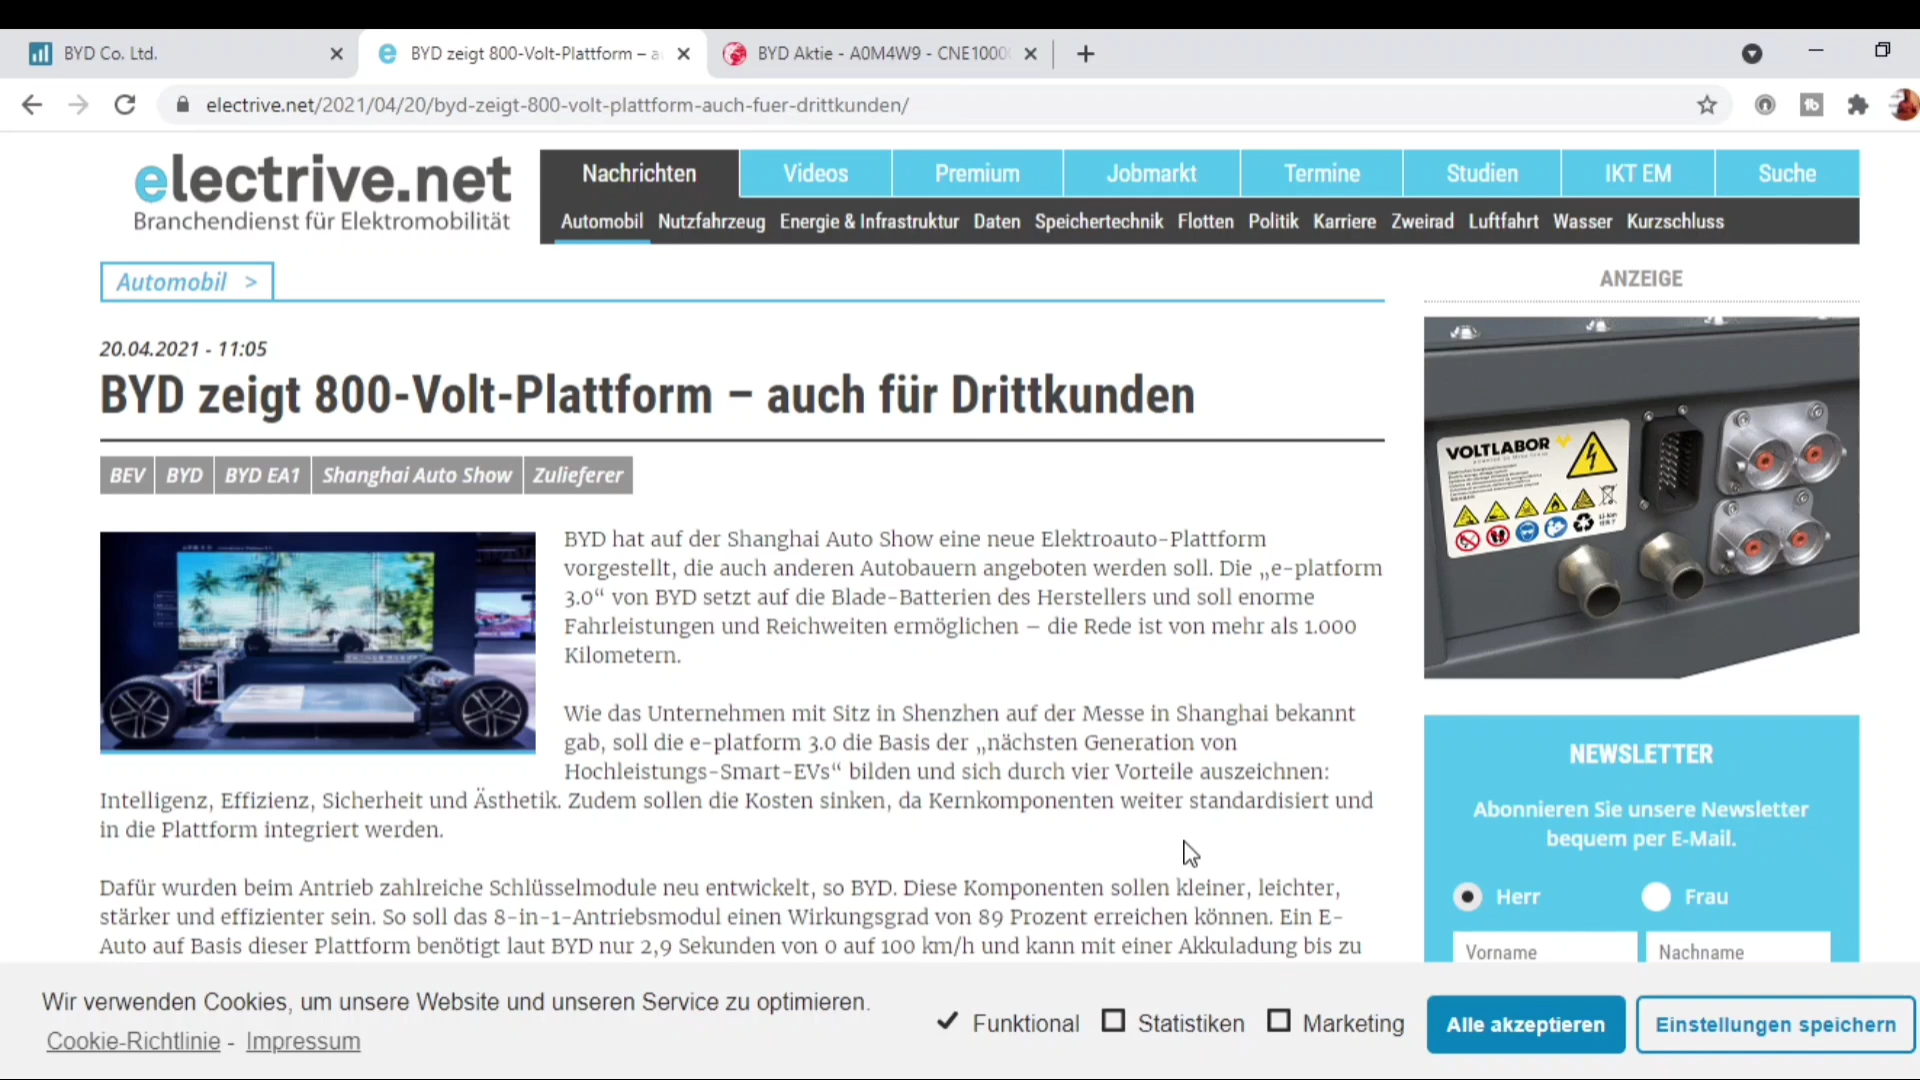 BYD Co. Ltd.
BYD zeigt 800-Volt-Plattform – a
BYD Aktie - A0M4W9 - CNE1000
electrive.net/2021/04/20/byd-zeigt-800-volt-plattform-auch-fuer-drittkunden/
electrive.net
Branchendienst für Elektromobilität
Nachrichten Videos Premium Jobmarkt Termine Studien IKT EM Suche
Automobil Nutzfahrzeug Energie & Infrastruktur Daten Speichertechnik Flotten Politik Karriere Zweirad Luftfahrt Wasser Kurzschluss
Automobil >
ANZEIGE
20.04.2021 - 11:05
BYD zeigt 800-Volt-Plattform – auch für Drittkunden
BEV BYD BYD EA1 Shanghai Auto Show Zulieferer
BYD hat auf der Shanghai Auto Show eine neue Elektroauto-Plattform
vorgestellt, die auch anderen Autobauern angeboten werden soll. Die „e-platform
3.0“ von BYD setzt auf die Blade-Batterien des Herstellers und soll enorme
Fahrleistungen und Reichweiten ermöglichen – die Rede ist von mehr als 1.000
Kilometern.
Wie das Unternehmen mit Sitz in Shenzhen auf der Messe in Shanghai bekannt
gab, soll die e-platform 3.0 die Basis der „nächsten Generation von
Hochleistungs-Smart-EVs“ bilden und sich durch vier Vorteile auszeichnen:
Intelligenz, Effizienz, Sicherheit und Ästhetik. Zudem sollen die Kosten sinken, da Kernkomponenten weiter standardisiert und
in die Plattform integriert werden.
Dafür wurden beim Antrieb zahlreiche Schlüsselmodule neu entwickelt, so BYD. Diese Komponenten sollen kleiner, leichter,
stärker und effizienter sein. So soll das 8-in-1-Antriebsmodul einen Wirkungsgrad von 89 Prozent erreichen können. Ein E-
Auto auf Basis dieser Plattform benötigt laut BYD nur 2,9 Sekunden von 0 auf 100 km/h und kann mit einer Akkuladung bis zu
VOLTLABOR
NEWSLETTER
Abonnieren Sie unsere Newsletter
bequem per E-Mail.
Herr Frau
Vorname Nachname
Wir verwenden Cookies, um unsere Website und unseren Service zu optimieren.
Cookie-Richtlinie - Impressum
Funktional Statistiken Marketing
Alle akzeptieren
Einstellungen speichern